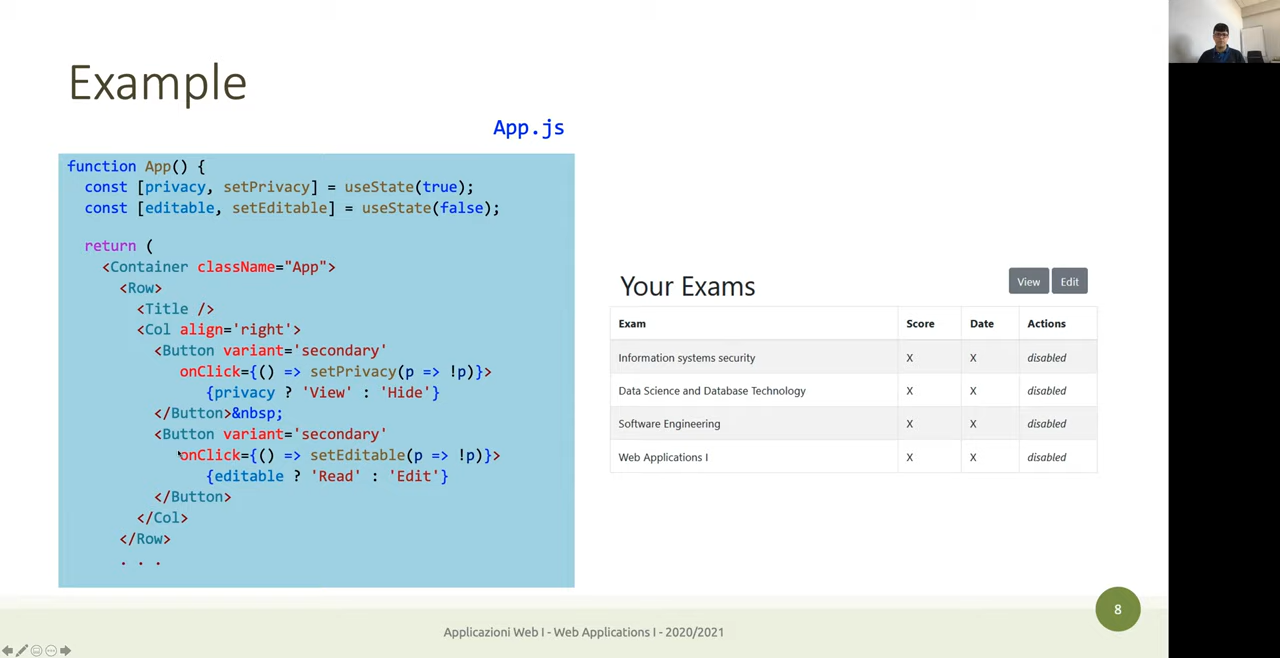 Example
App.js
function App() {
const [privacy, setPrivacy] = useState(true);
const [editable, setEditable] = useState(false);
return (
<Container className="App">
<Row>
<Title />
<Col align='right'>
<Button variant='secondary'
onClick={() => setPrivacy(p => !p)}>
{privacy ? 'View' : 'Hide'}
</Button>&nbsp;
<Button variant='secondary'
onClick={() => setEditable(p => !p)}>
{editable ? 'Read' : 'Edit'}
</Button>
</Col>
</Row>
. . .
Your Exams View Edit
Exam Score Date Actions
Information systems security X X disabled
Data Science and Database Technology X X disabled
Software Engineering X X disabled
Web Applications I X X disabled
8
Applicazioni Web I - Web Applications I - 2020/2021